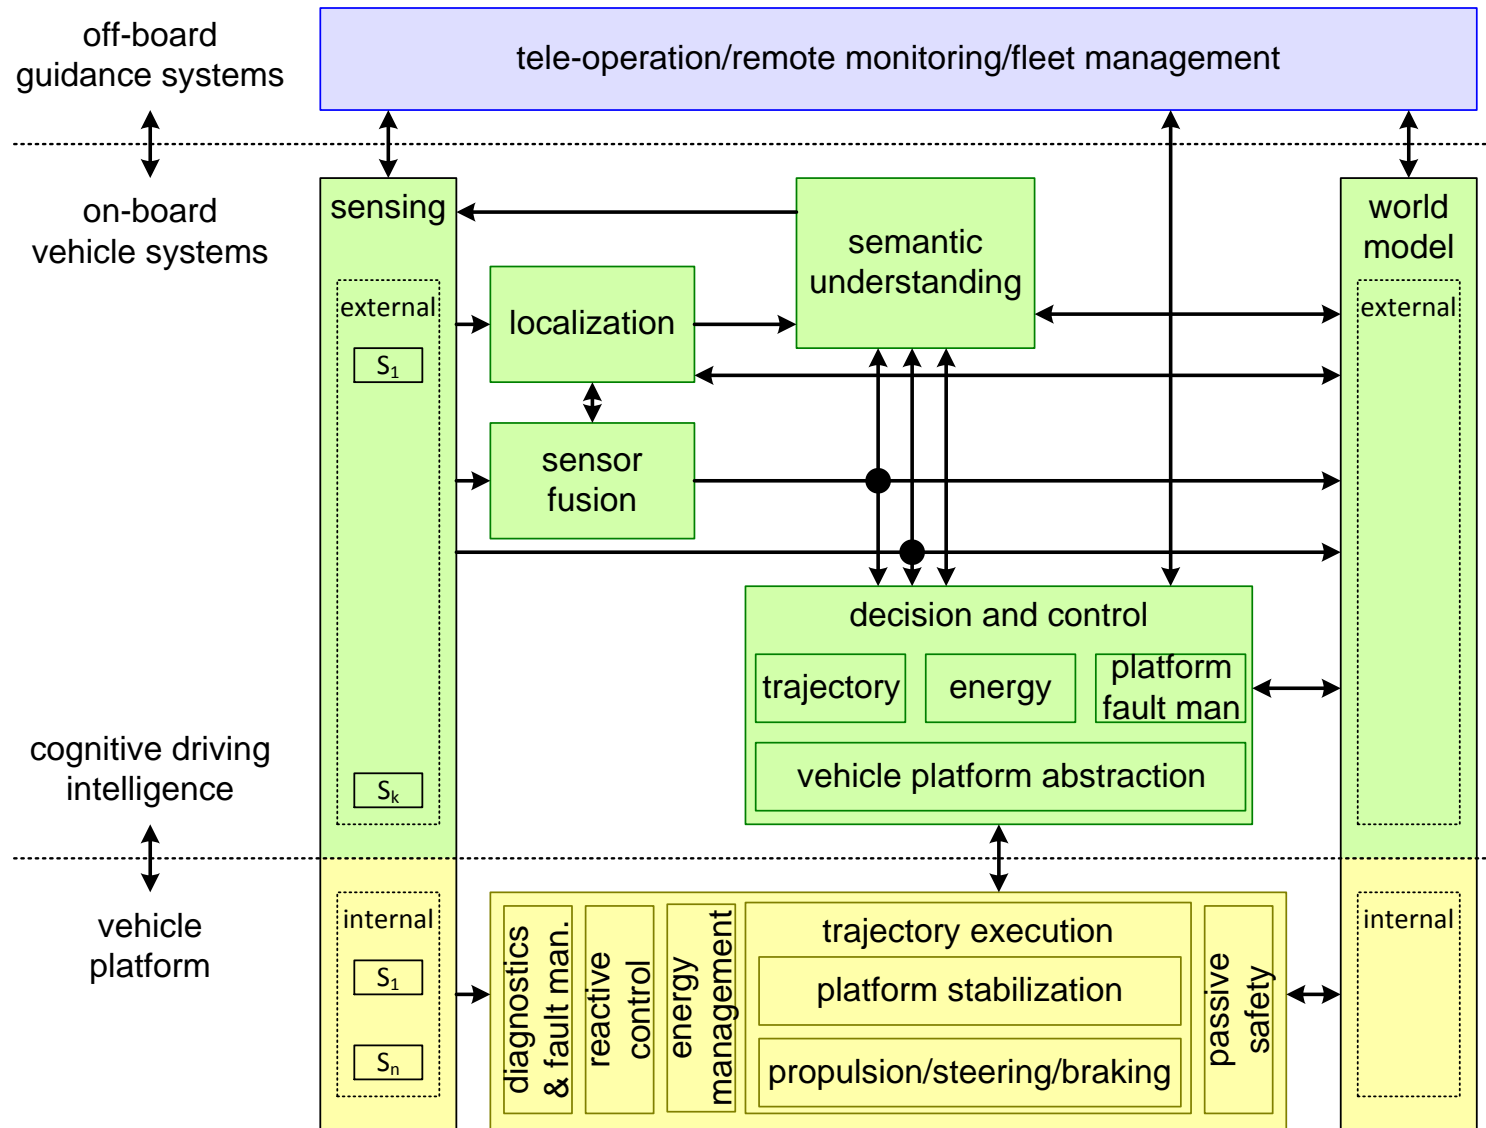 off-board
guidance systems
tele-operation/remote monitoring/fleet management
on-board
vehicle systems
sensing
semantic
understanding
world
model
external
S₁
localization
external
sensor
fusion
decision and control
trajectory
energy
platform
fault man
vehicle platform abstraction
cognitive driving
intelligence
Sₖ
vehicle
platform
internal
S₁
Sₙ
diagnostics
& fault man.
reactive
control
energy
management
trajectory execution
platform stabilization
propulsion/steering/braking
passive
safety
internal